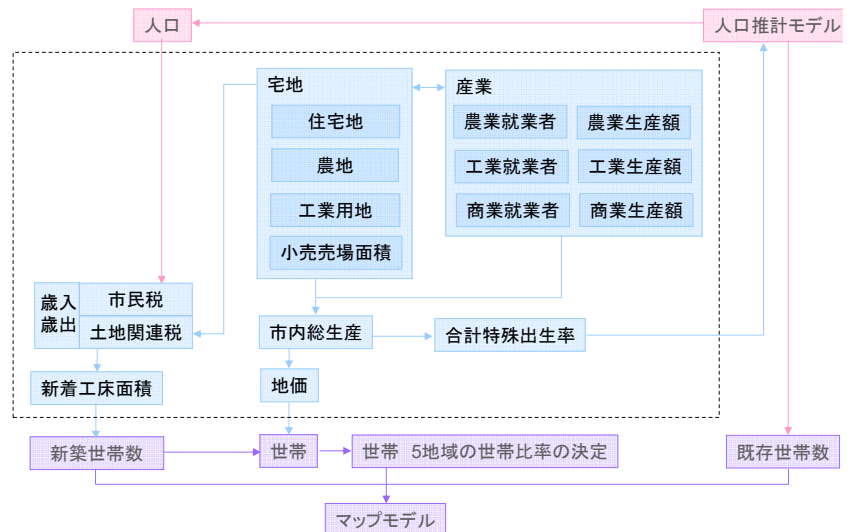 人口
人口推計モデル
宅地
住宅地
農地
工業用地
小売売場面積
産業
農業就業者
農業生産額
工業就業者
工業生産額
商業就業者
商業生産額
歳入
歳出
市民税
土地関連税
市内総生産
合計特殊出生率
新着工床面積
地価
新築世帯数
世帯
世帯 5地域の世帯比率の決定
既存世帯数
マップモデル